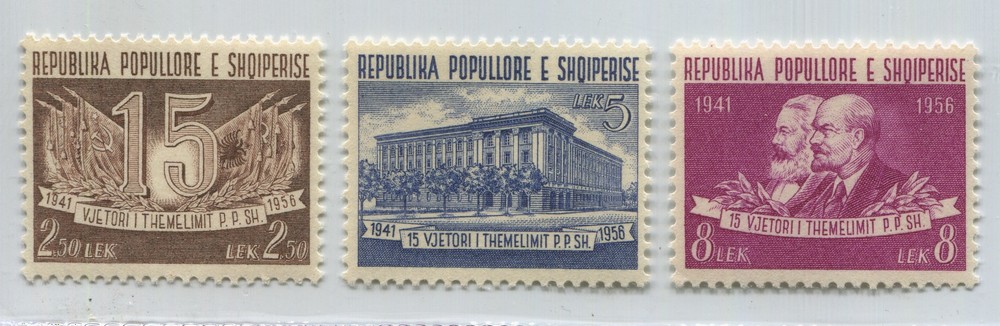 REPUBLIKA POPULLORE E SHQIPERISE
15
1941 VJETORI I THEMELIMIT P.P.SH. 1956
2.50 LEK LEK 2.50
REPUBLIKA POPULLORE E SHQIPERISE
LEK 5
1941 15 VJETORI I THEMELIMIT P.P.SH. 1956
REPUBLIKA POPULLORE E SHQIPERISE
1941 1956
15 VJETORI I THEMELIMIT P.P.SH.
8 LEK LEK 8